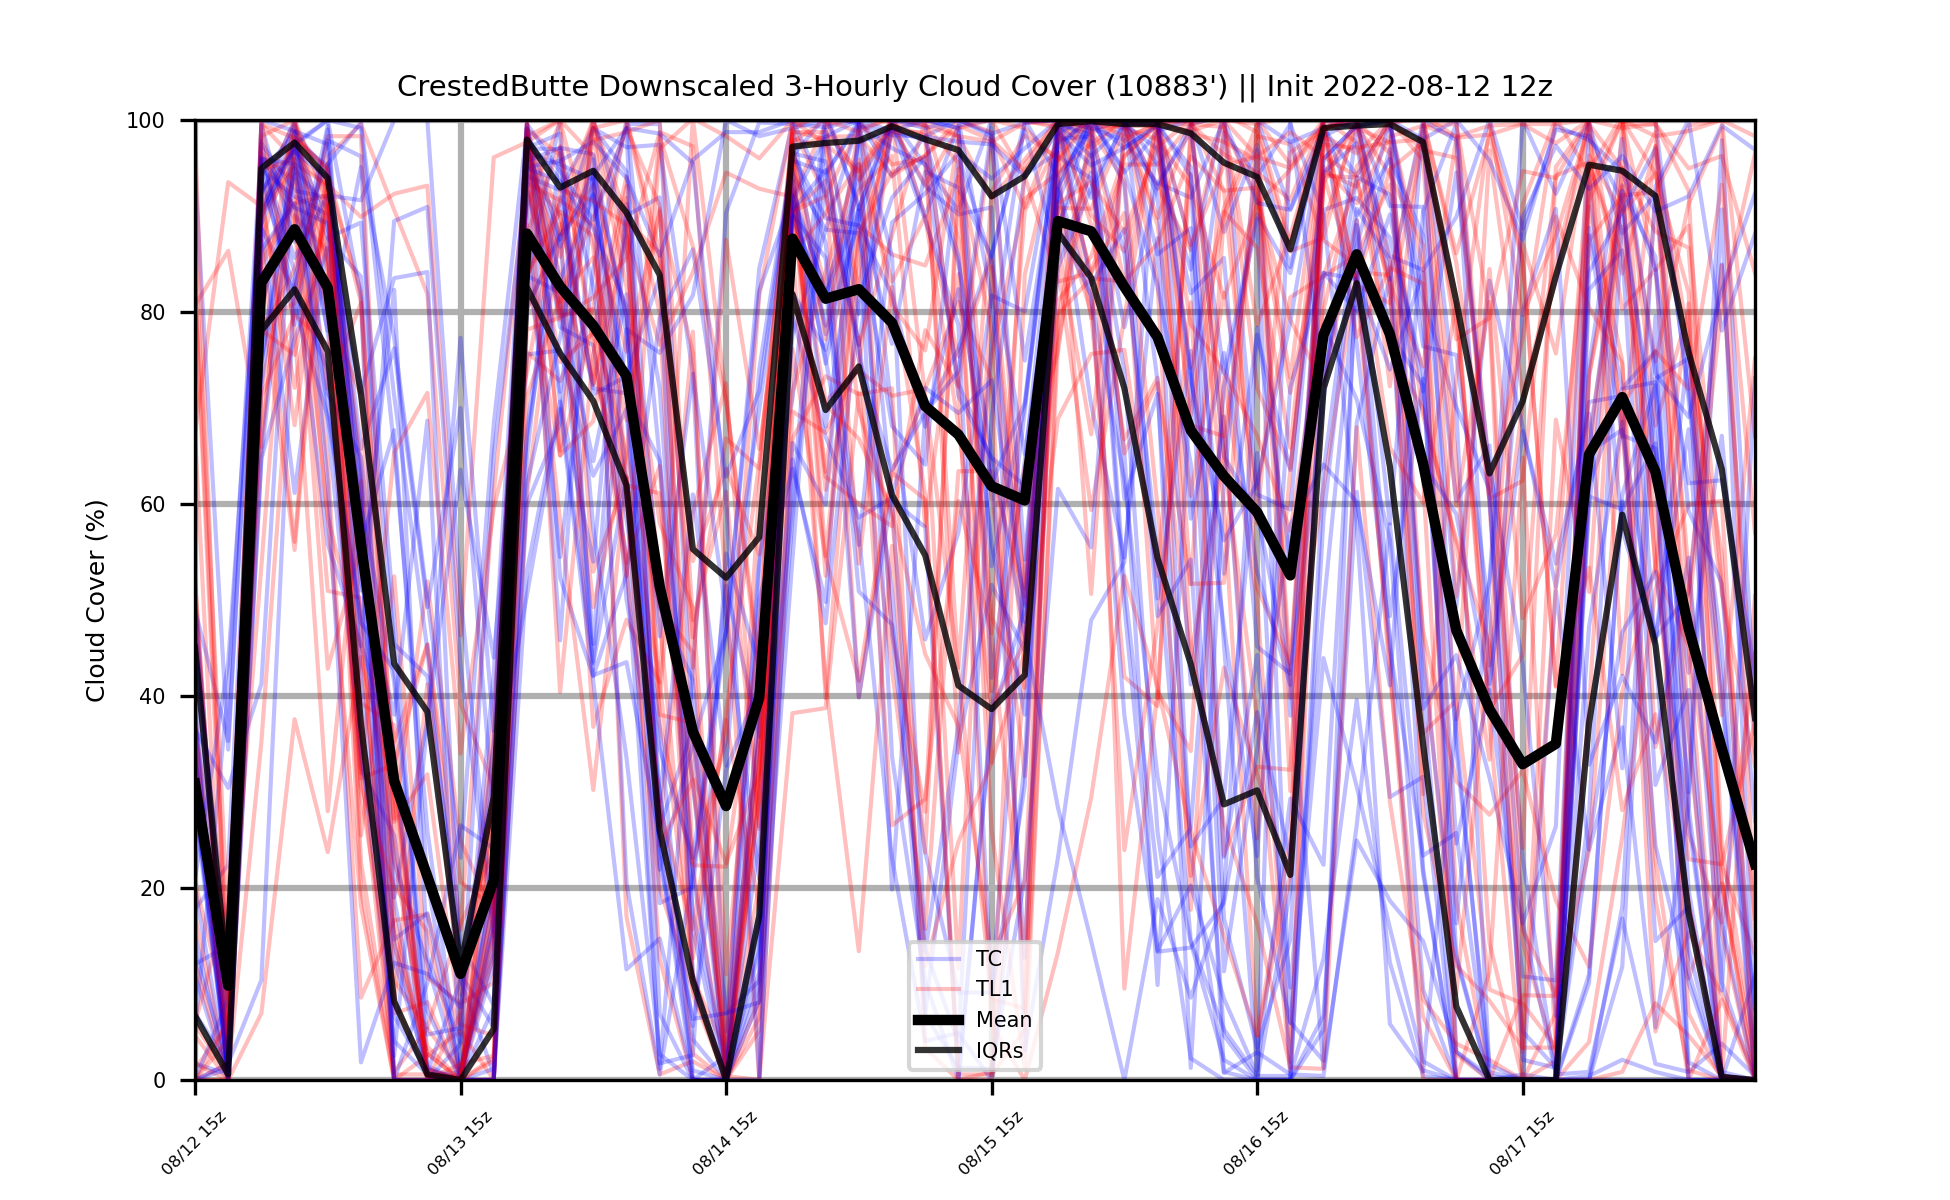 CrestedButte Downscaled 3-Hourly Cloud Cover (10883') || Init 2022-08-12 12z
Cloud Cover (%)
100
80
60
40
20
0
TC
TL1
Mean
IQRs
08/12 15z
08/13 15z
08/14 15z
08/15 15z
08/16 15z
08/17 15z